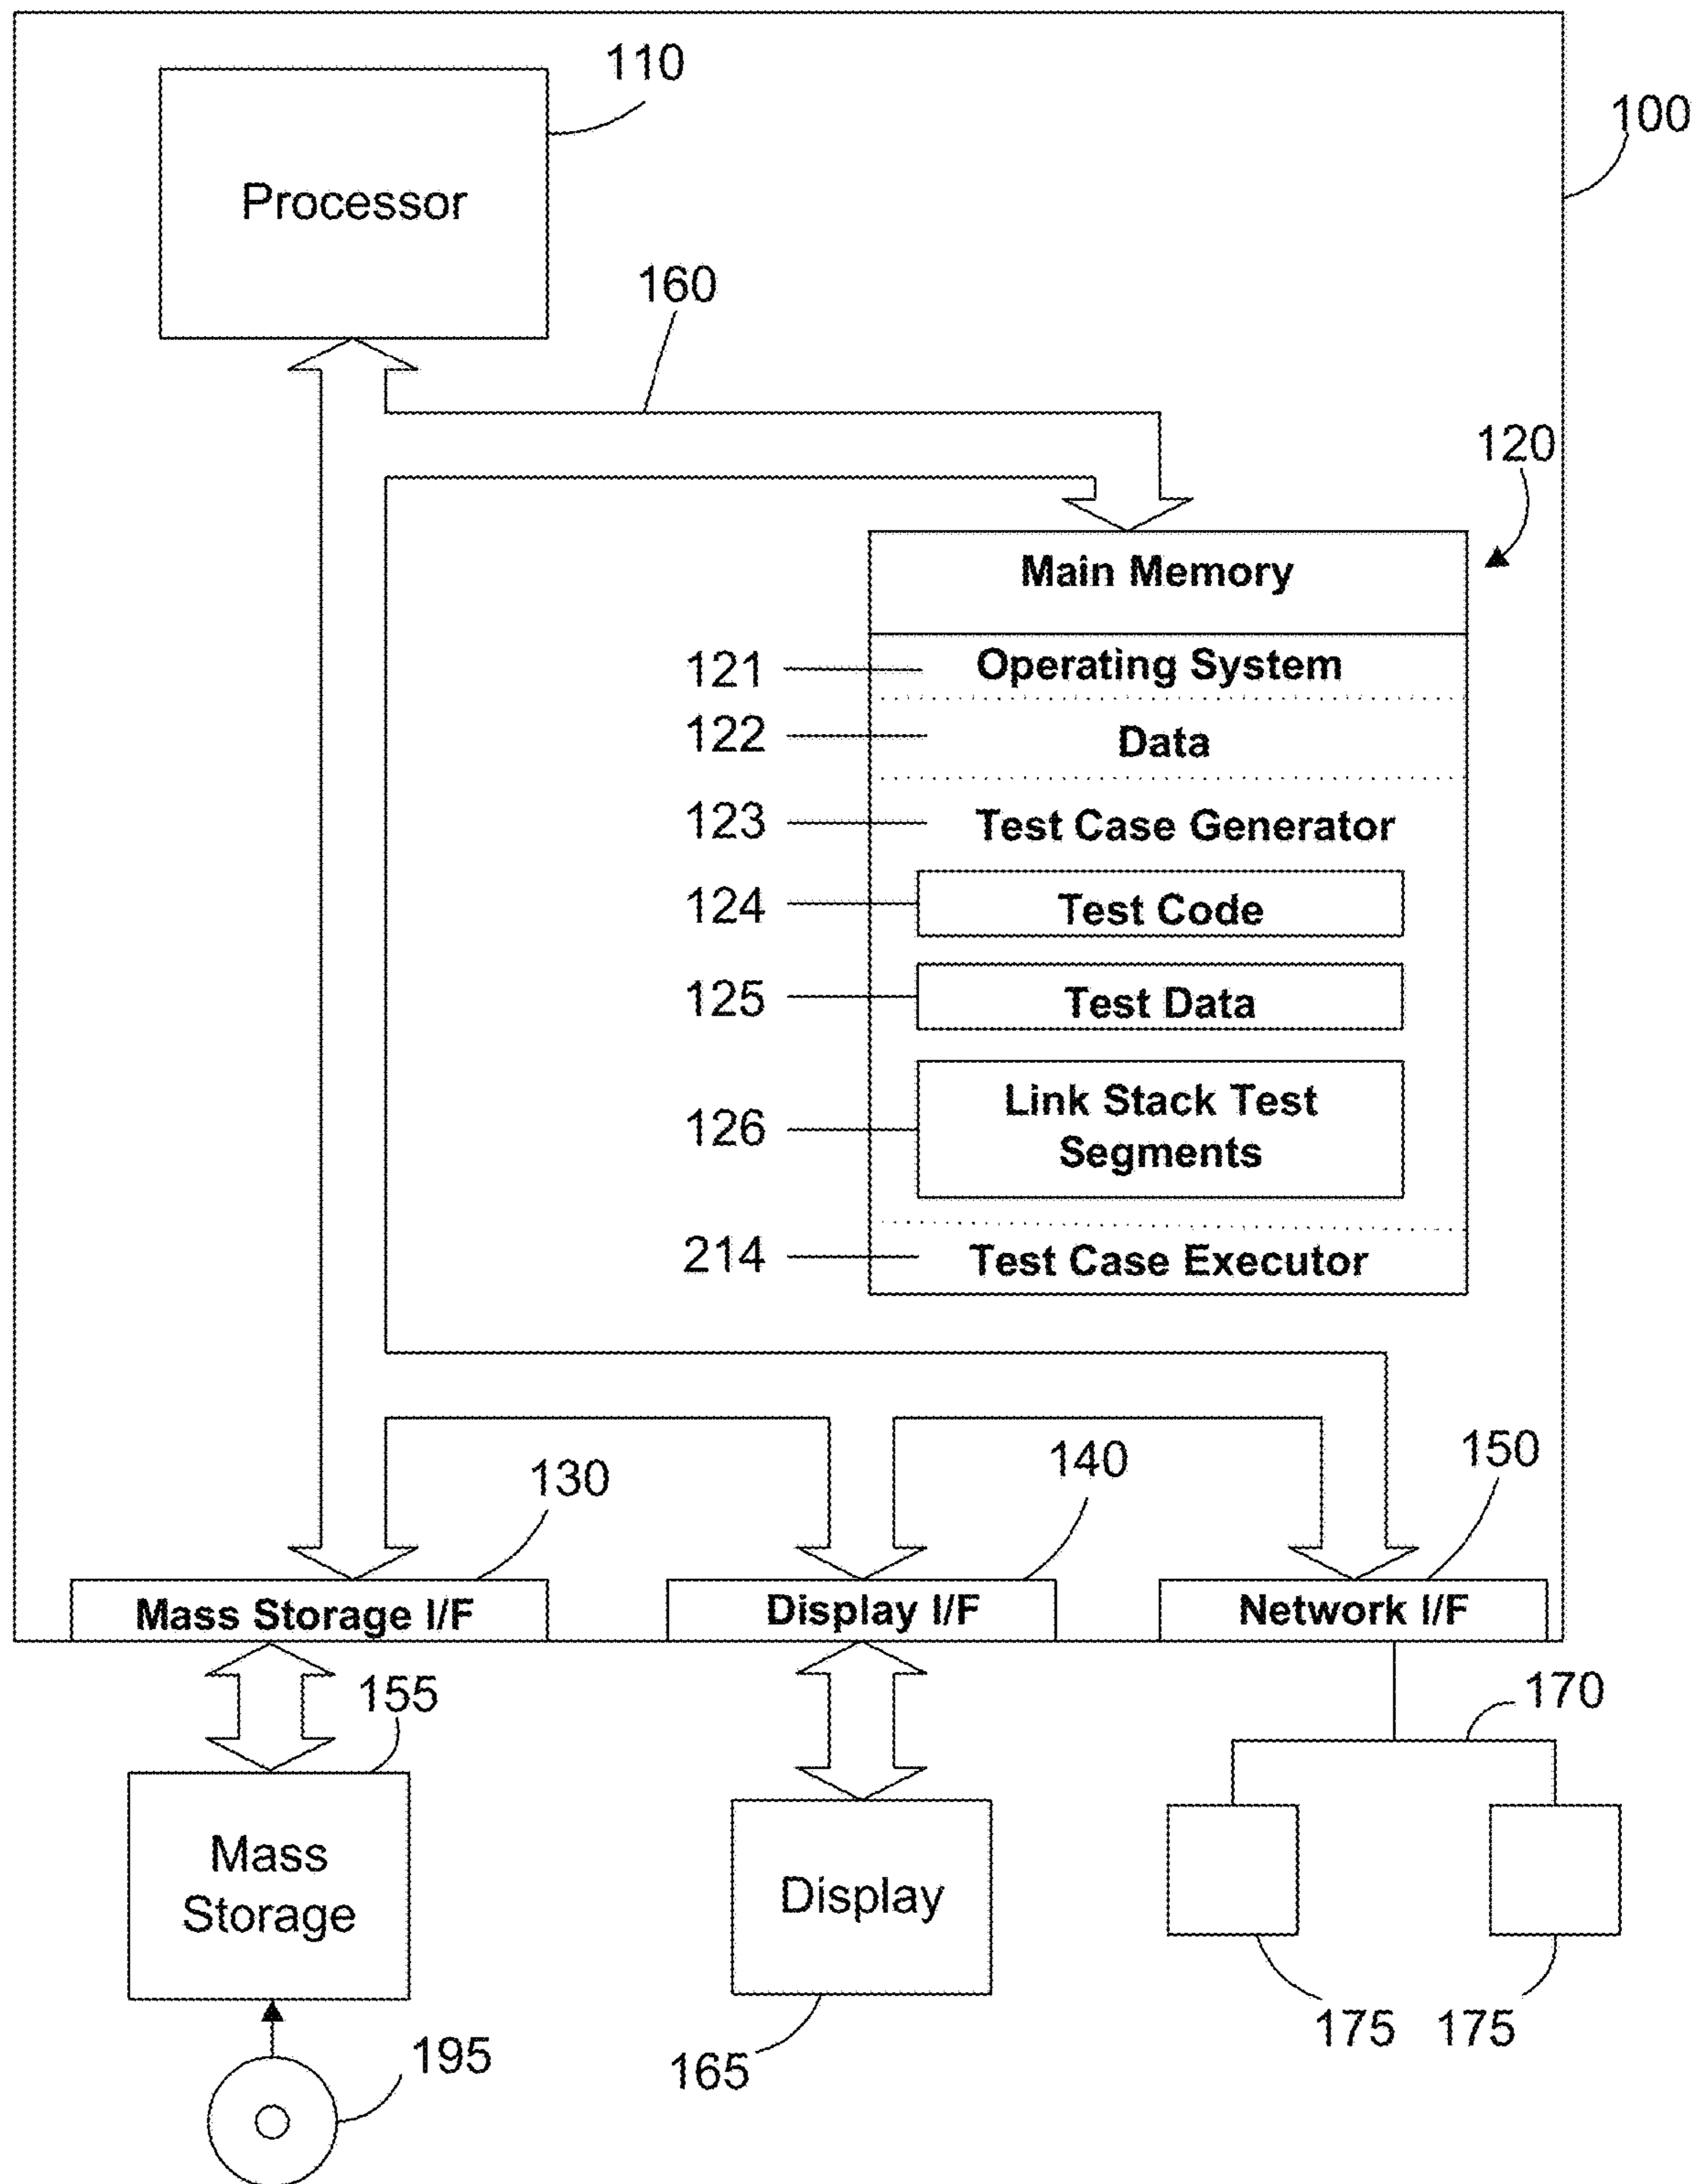 110
100
Processor
160
120
Main Memory
121
Operating System
122
Data
123
Test Case Generator
124
Test Code
125
Test Data
126
Link Stack Test
Segments
214
Test Case Executor
130
140
150
Mass Storage I/F
Display I/F
Network I/F
155
170
Mass
Storage
Display
175
175
195
165